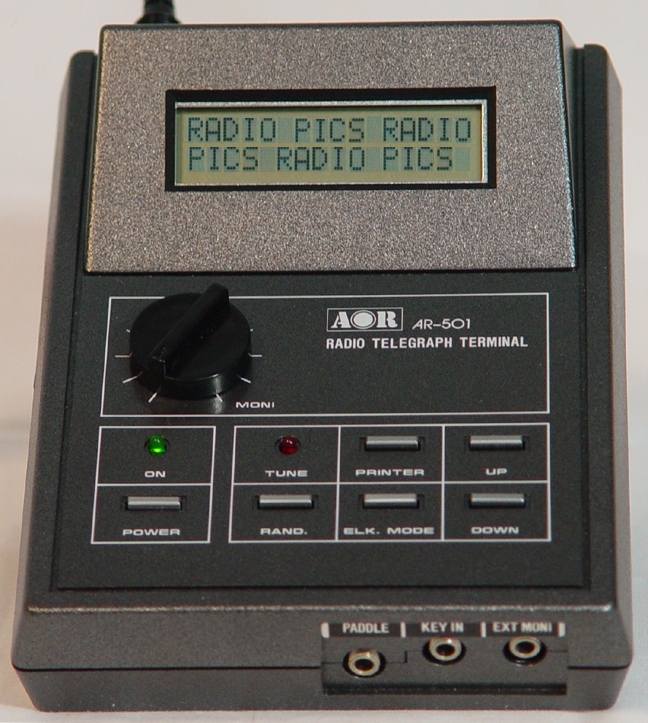 RADIO PICS RADIO
PICS RADIO PICS
AOR AR-501
RADIO TELEGRAPH TERMINAL
MONI
ON
TUNE
PRINTER
UP
POWER
RAND.
ELK. MODE
DOWN
PADDLE
KEY IN
EXT MONI